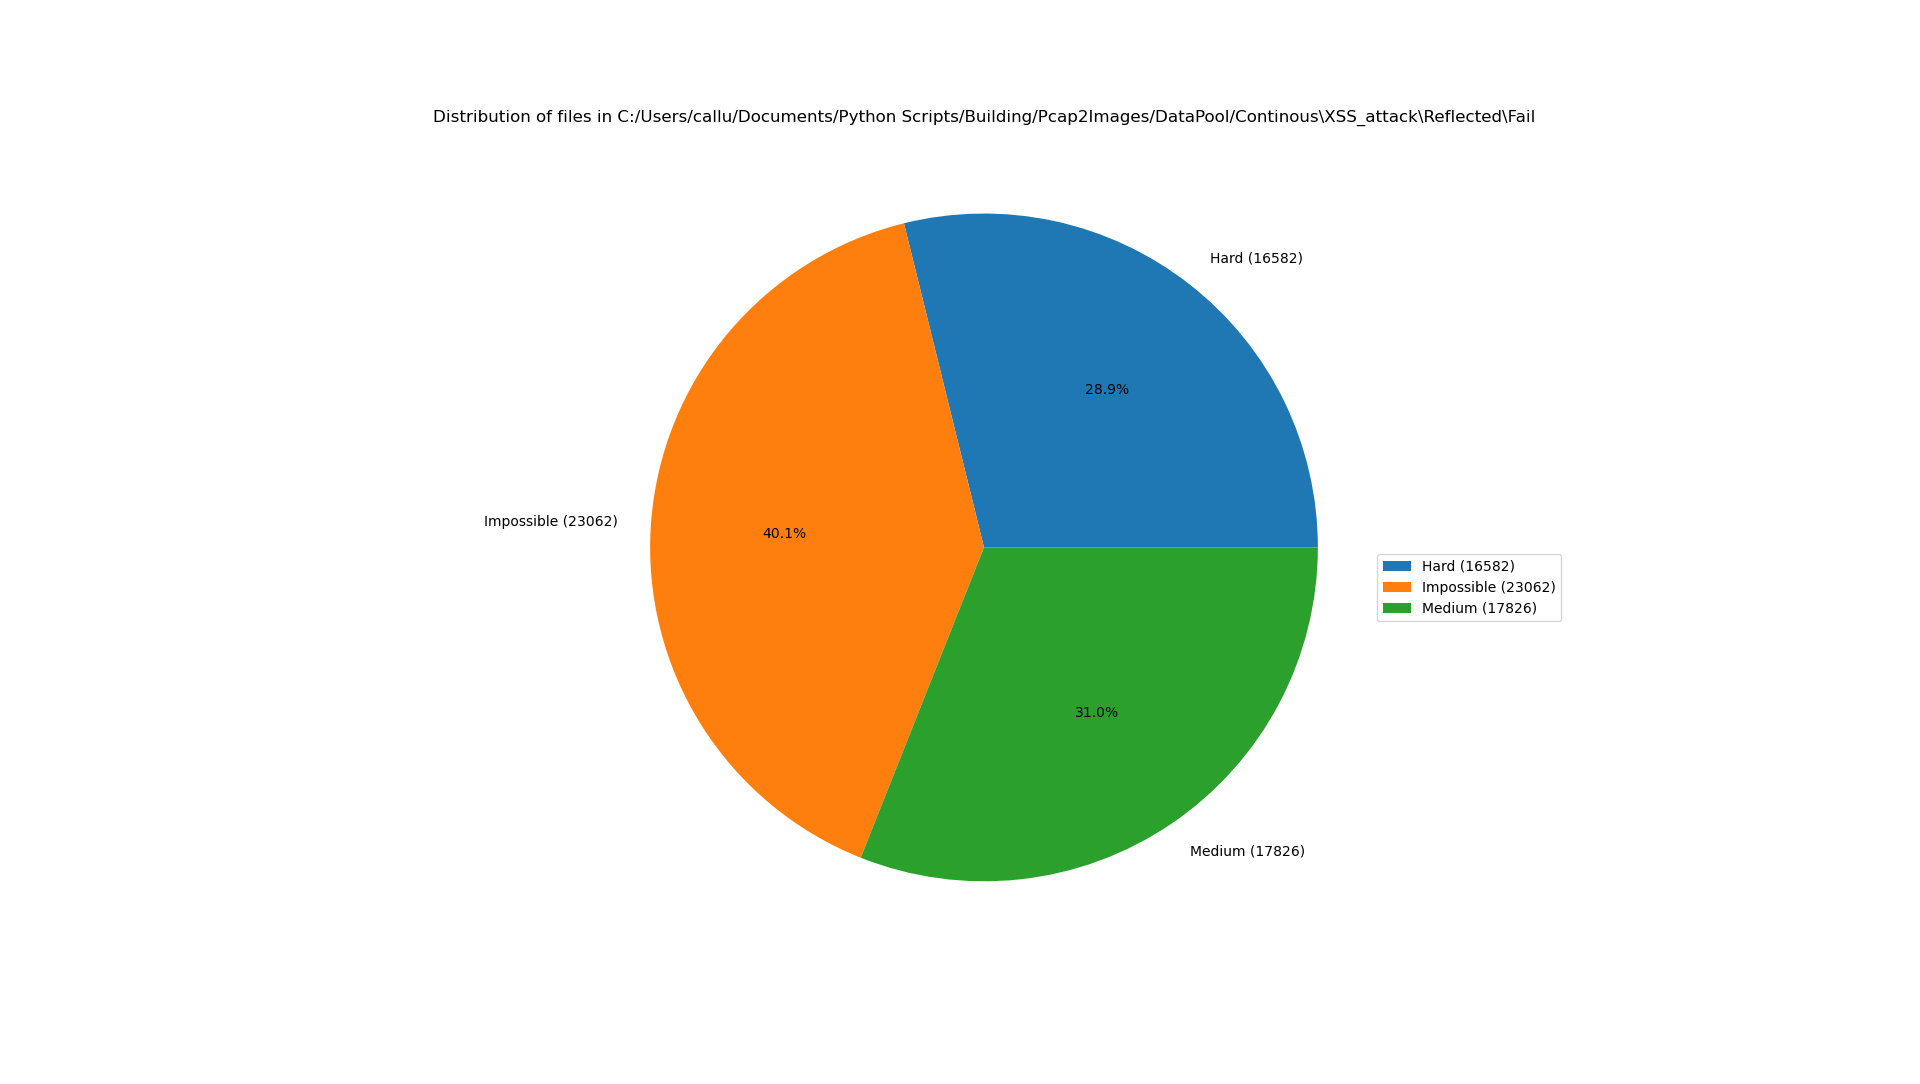 Distribution of files in C:/Users/callu/Documents/Python Scripts/Building/Pcap2Images/DataPool/Continous\XSS_attack\Reflected\Fail
Hard (16582)
28.9%
Impossible (23062)
40.1%
Hard (16582)
Impossible (23062)
Medium (17826)
31.0%
Medium (17826)